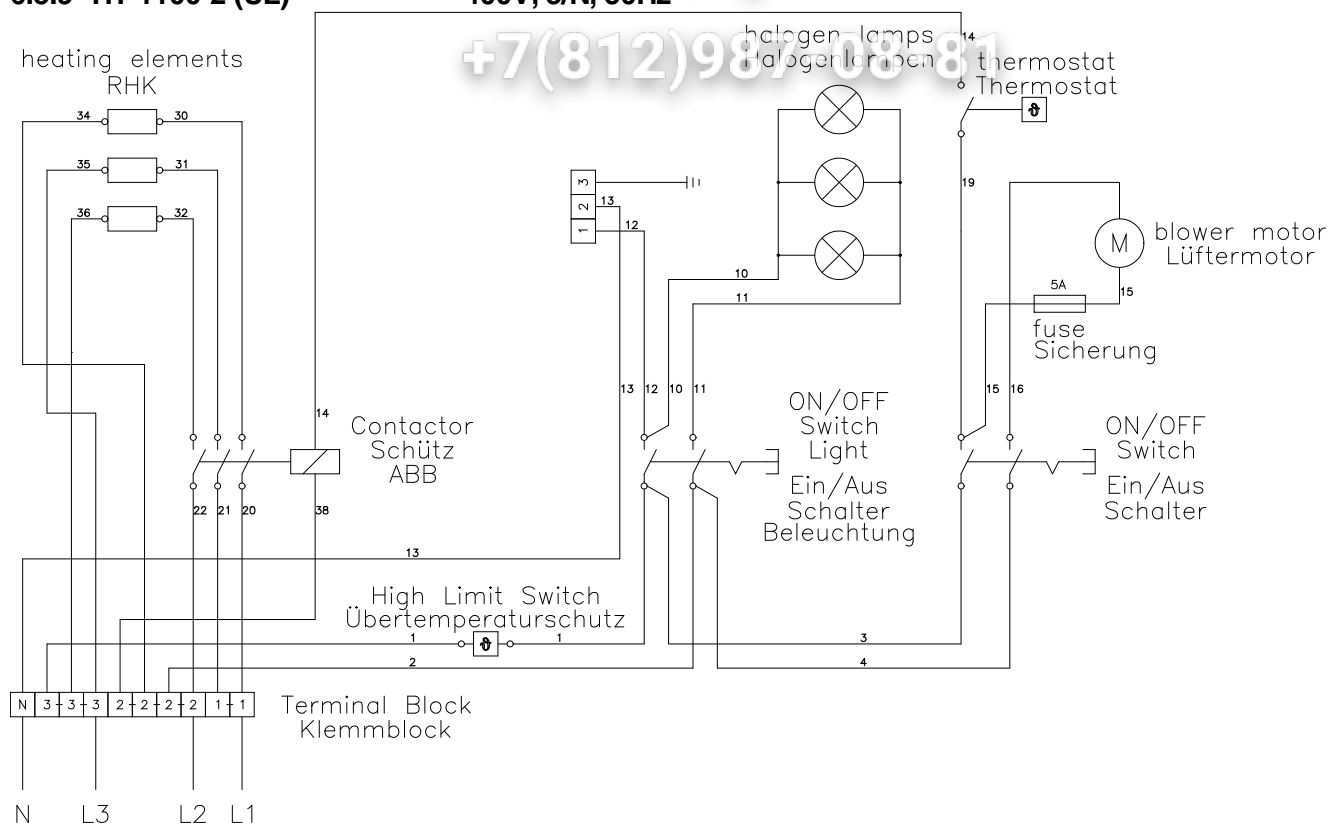 +7(812)987-08-81
heating elements
RHK
halogen lamps
Halogenlampen
14
thermostat
Thermostat
ϑ
34
30
35
31
36
32
3
2
1
13
12
19
10
11
M
blower motor
Lüftermotor
5A
15
fuse
Sicherung
13
12
10
11
15
16
14
Contactor
Schütz
ABB
ON/OFF
Switch
Light
Ein/Aus
Schalter
Beleuchtung
ON/OFF
Switch
Ein/Aus
Schalter
22
21
20
38
13
High Limit Switch
Übertemperaturschutz
1
ϑ
1
3
2
4
N 3 3 3 2 2 2 2 1 1
Terminal Block
Klemmblock
N L3 L2 L1